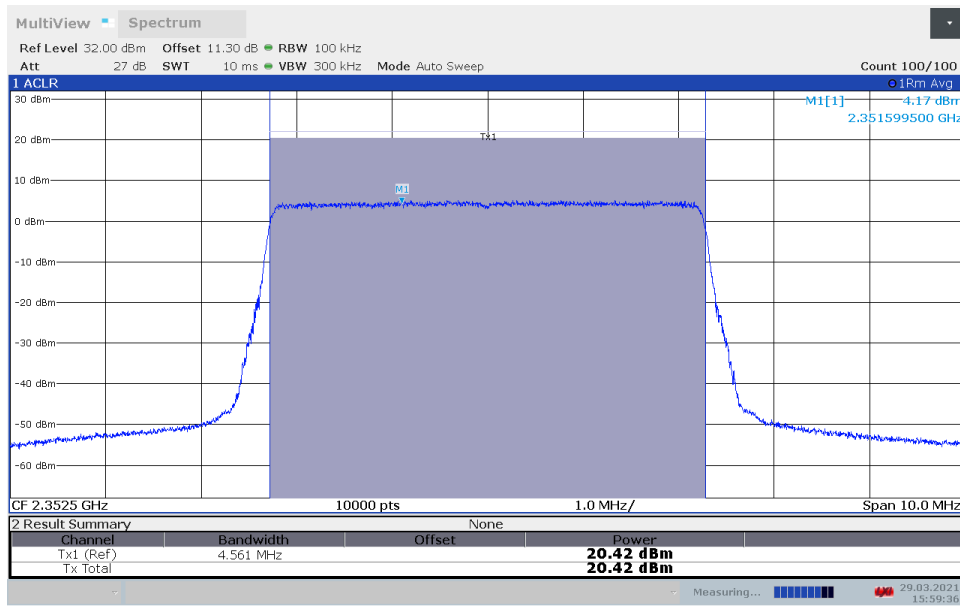 MultiView Spectrum
Ref Level 32.00 dBm Offset 11.30 dB RBW 100 kHz
Att 27 dB SWT 10 ms VBW 300 kHz Mode Auto Sweep Count 100/100
1 ACLR 1Rm Avg
30 dBm M1[1] 4.17 dBm
2.351599500 GHz
20 dBm Tx1
10 dBm
M1
0 dBm
-10 dBm
-20 dBm
-30 dBm
-40 dBm
-50 dBm
-60 dBm
CF 2.3525 GHz 10000 pts 1.0 MHz/ Span 10.0 MHz
2 Result Summary None
Channel Bandwidth Offset Power
Tx1 (Ref) 4.561 MHz 20.42 dBm
Tx Total 20.42 dBm
Measuring... 29.03.2021
15:59:36